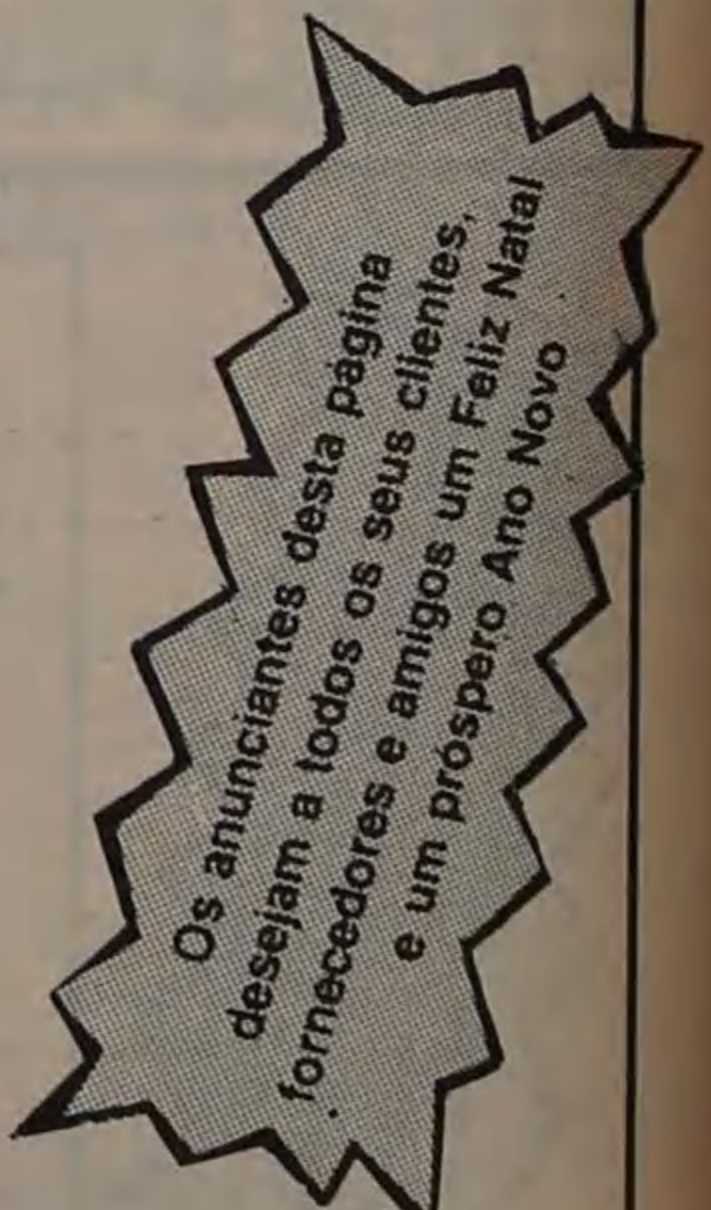 Os anunciantes desta página
desejam a todos os seus clientes,
fornecedores e amigos um Feliz Natal
e um próspero Ano Novo